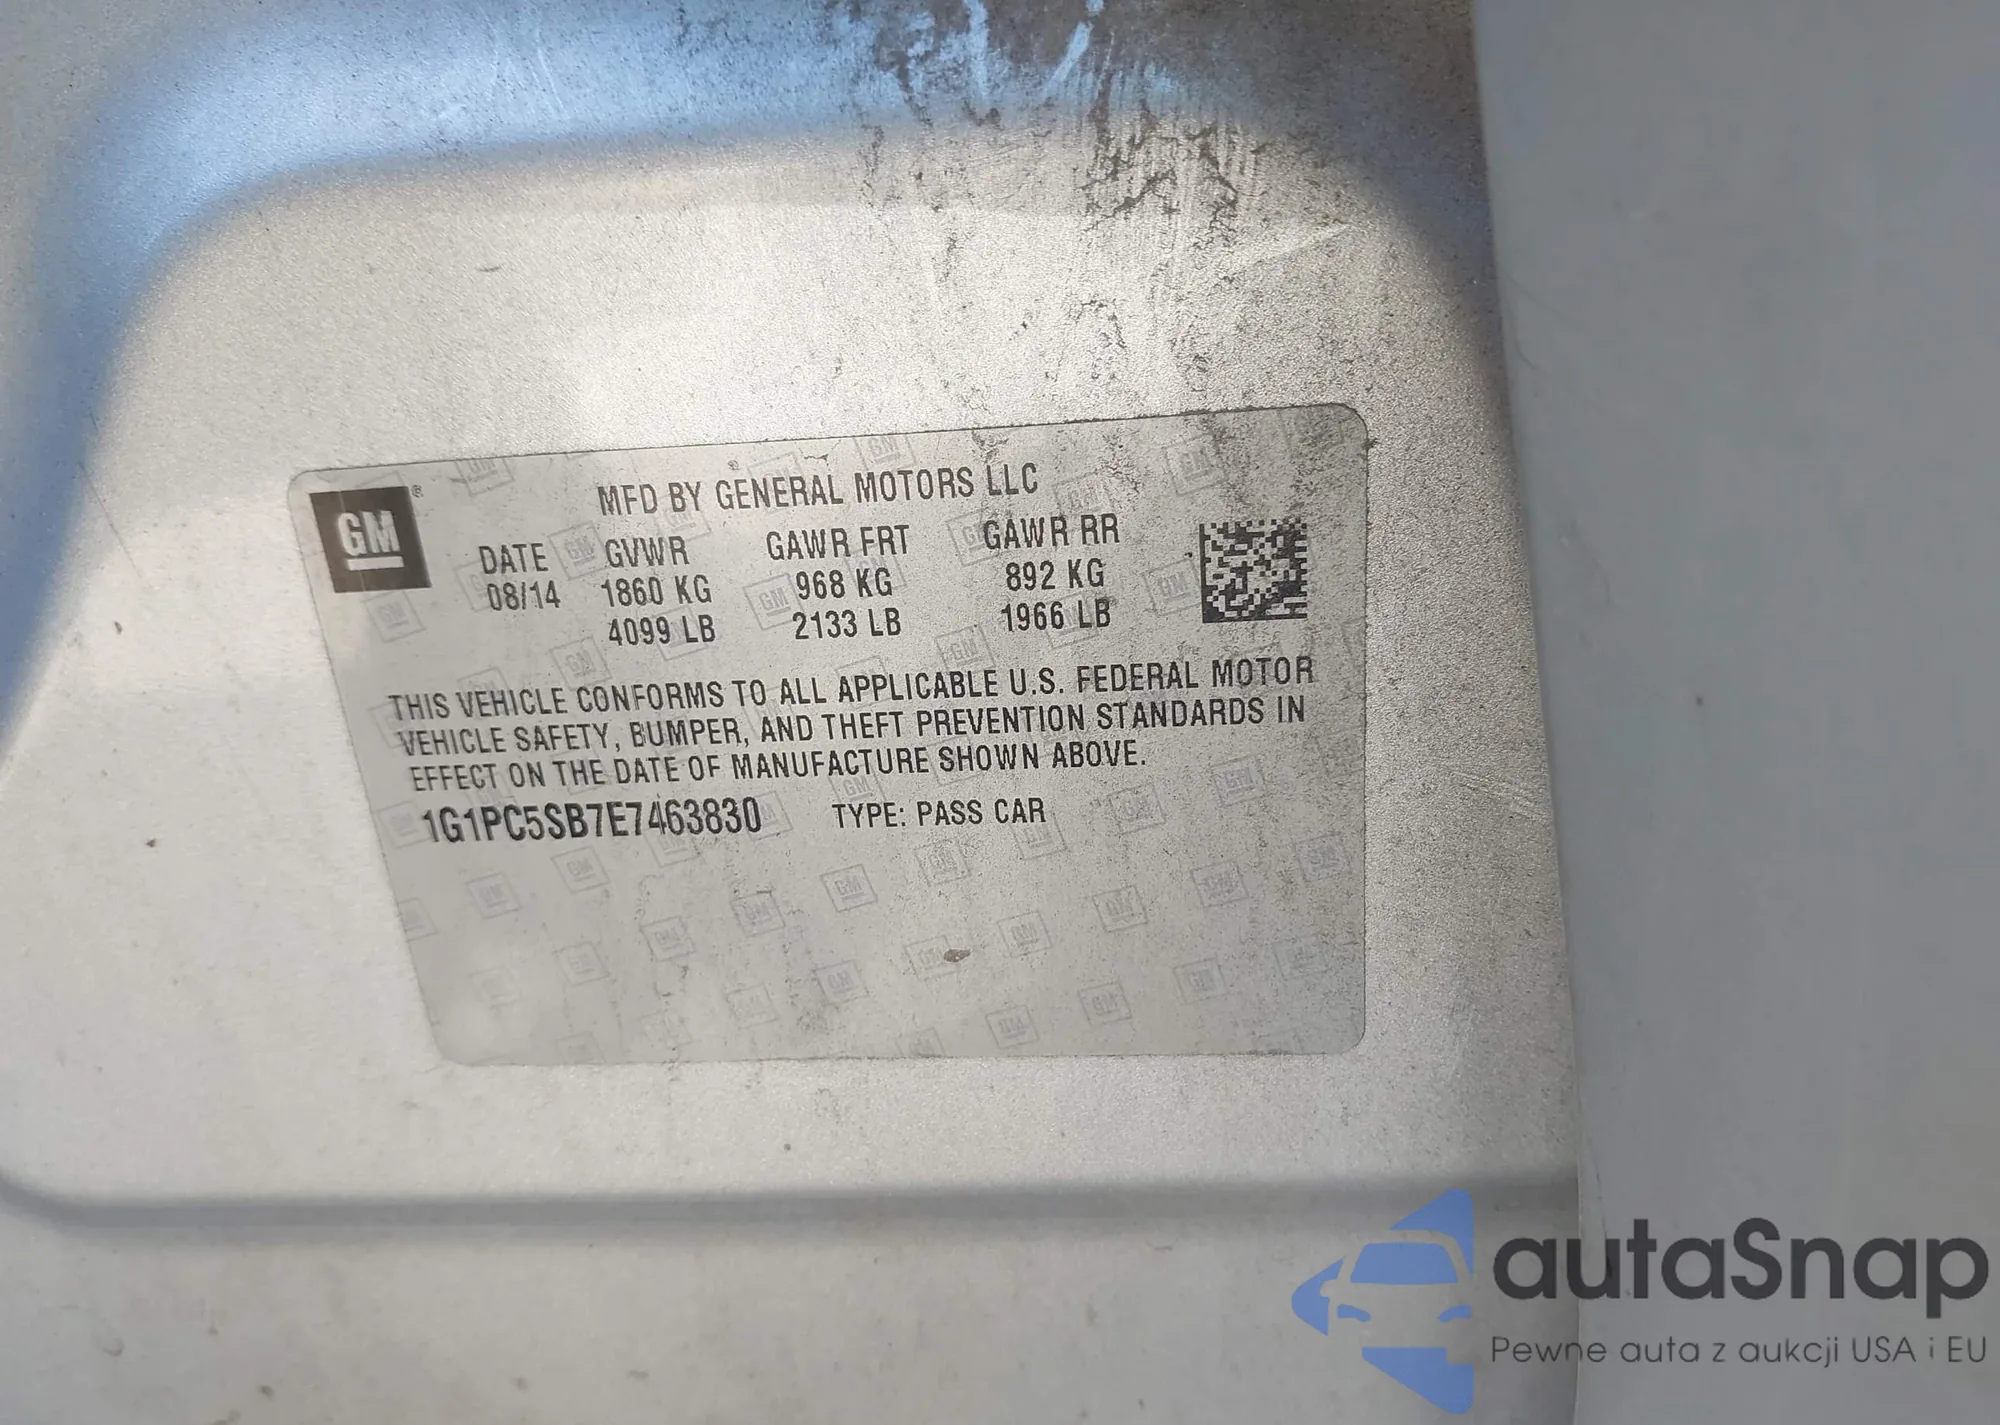 GM®
MFD BY GENERAL MOTORS LLC
DATE GVWR GAWR FRT GAWR RR
08/14 1860 KG 968 KG 892 KG
4099 LB 2133 LB 1966 LB
THIS VEHICLE CONFORMS TO ALL APPLICABLE U.S. FEDERAL MOTOR
VEHICLE SAFETY, BUMPER, AND THEFT PREVENTION STANDARDS IN
EFFECT ON THE DATE OF MANUFACTURE SHOWN ABOVE.
1G1PC5SB7E7463830 TYPE: PASS CAR
autaSnap
Pewne auta z aukcji USA i EU